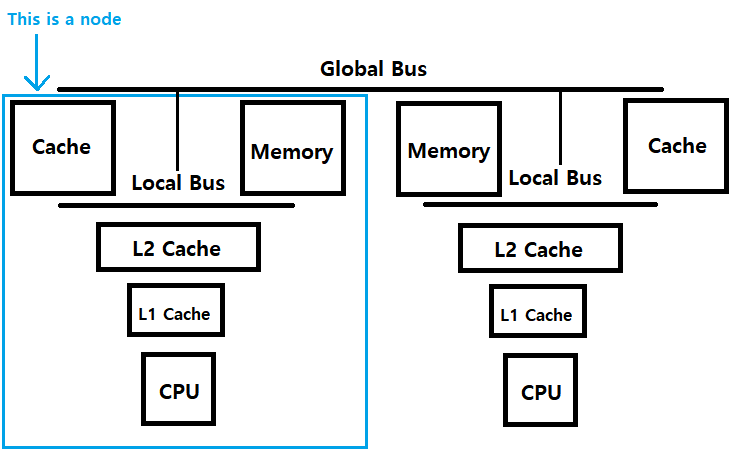 This is a node
Global Bus
Cache
Memory
Local Bus
L2 Cache
L1 Cache
CPU
Memory
Cache
Local Bus
L2 Cache
L1 Cache
CPU